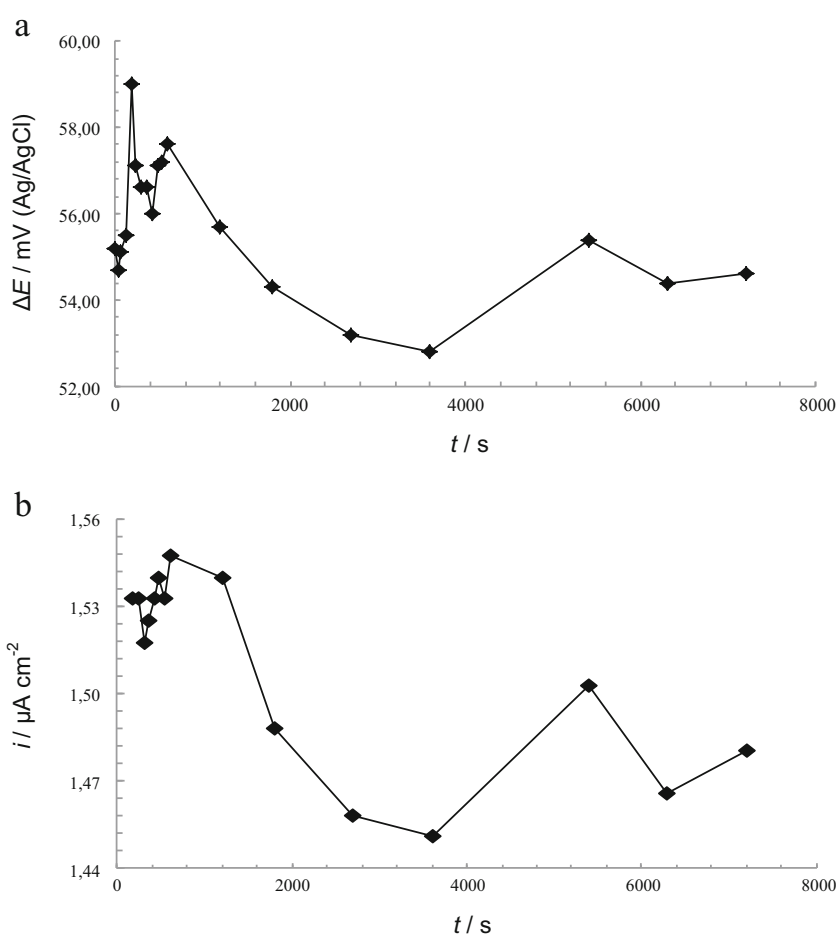 a
60,00
58,00
56,00
54,00
52,00
ΔE / mV (Ag/AgCl)
0 2000 4000 6000 8000
t / s
b
1,56
1,53
1,50
1,47
1,44
i / µA cm-2
0 2000 4000 6000 8000
t / s